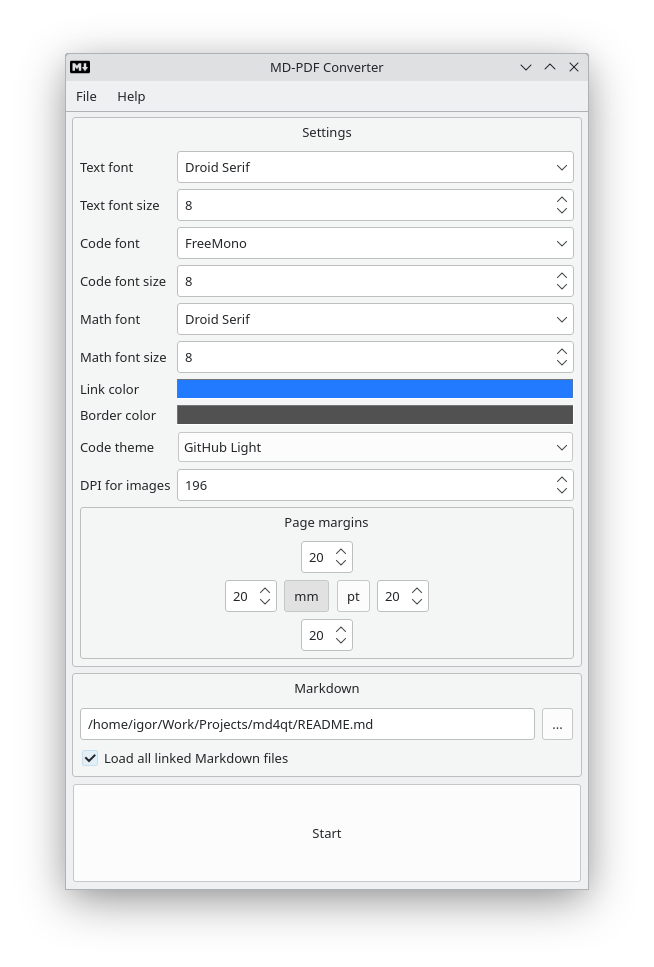 MD-PDF Converter
File Help
Settings
Text font Droid Serif
Text font size 8
Code font FreeMono
Code font size 8
Math font Droid Serif
Math font size 8
Link color
Border color
Code theme GitHub Light
DPI for images 196
Page margins
20
20 mm pt 20
20
Markdown
/home/igor/Work/Projects/md4qt/README.md ...
Load all linked Markdown files
Start